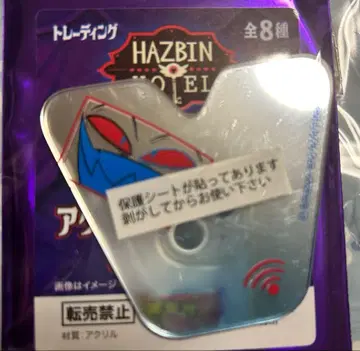 トレーディング
HAZBIN
HOTEL
全8種
保護シートが貼ってあります
剥がしてからお使い下さい
ア
画像はイメージ
転売禁止
材質:アクリル